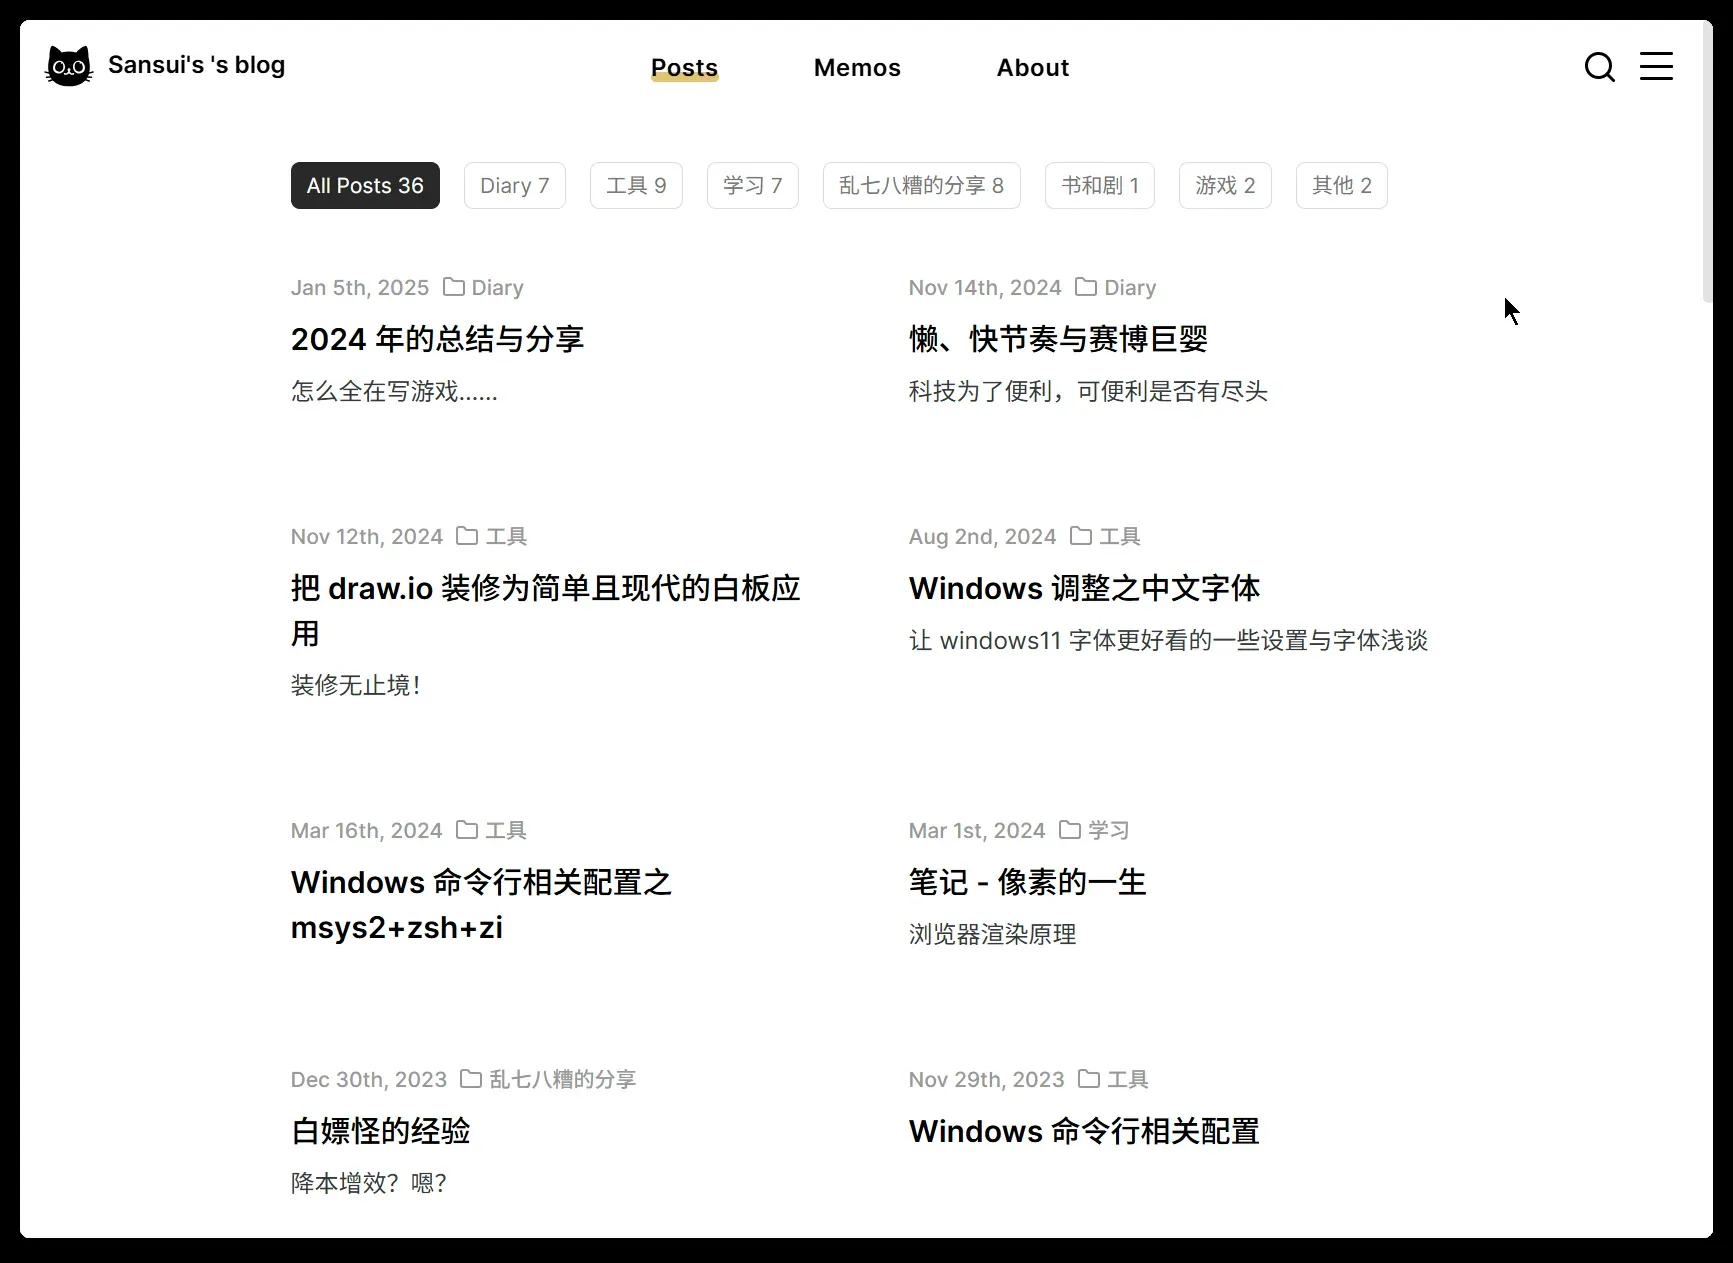 Sansui's 's blog
Posts
Memos
About
All Posts 36
Diary 7
工具 9
学习 7
乱七八糟的分享 8
书和剧 1
游戏 2
其他 2
Jan 5th, 2025 Diary
2024 年的总结与分享
怎么全在写游戏......
Nov 14th, 2024 Diary
懒、快节奏与赛博巨婴
科技为了便利，可便利是否有尽头
Nov 12th, 2024 工具
把 draw.io 装修为简单且现代的白板应
用
装修无止境！
Aug 2nd, 2024 工具
Windows 调整之中文字体
让 windows11 字体更好看的一些设置与字体浅谈
Mar 16th, 2024 工具
Windows 命令行相关配置之
msys2+zsh+zi
Mar 1st, 2024 学习
笔记 - 像素的一生
浏览器渲染原理
Dec 30th, 2023 乱七八糟的分享
白嫖怪的经验
降本增效？嗯？
Nov 29th, 2023 工具
Windows 命令行相关配置